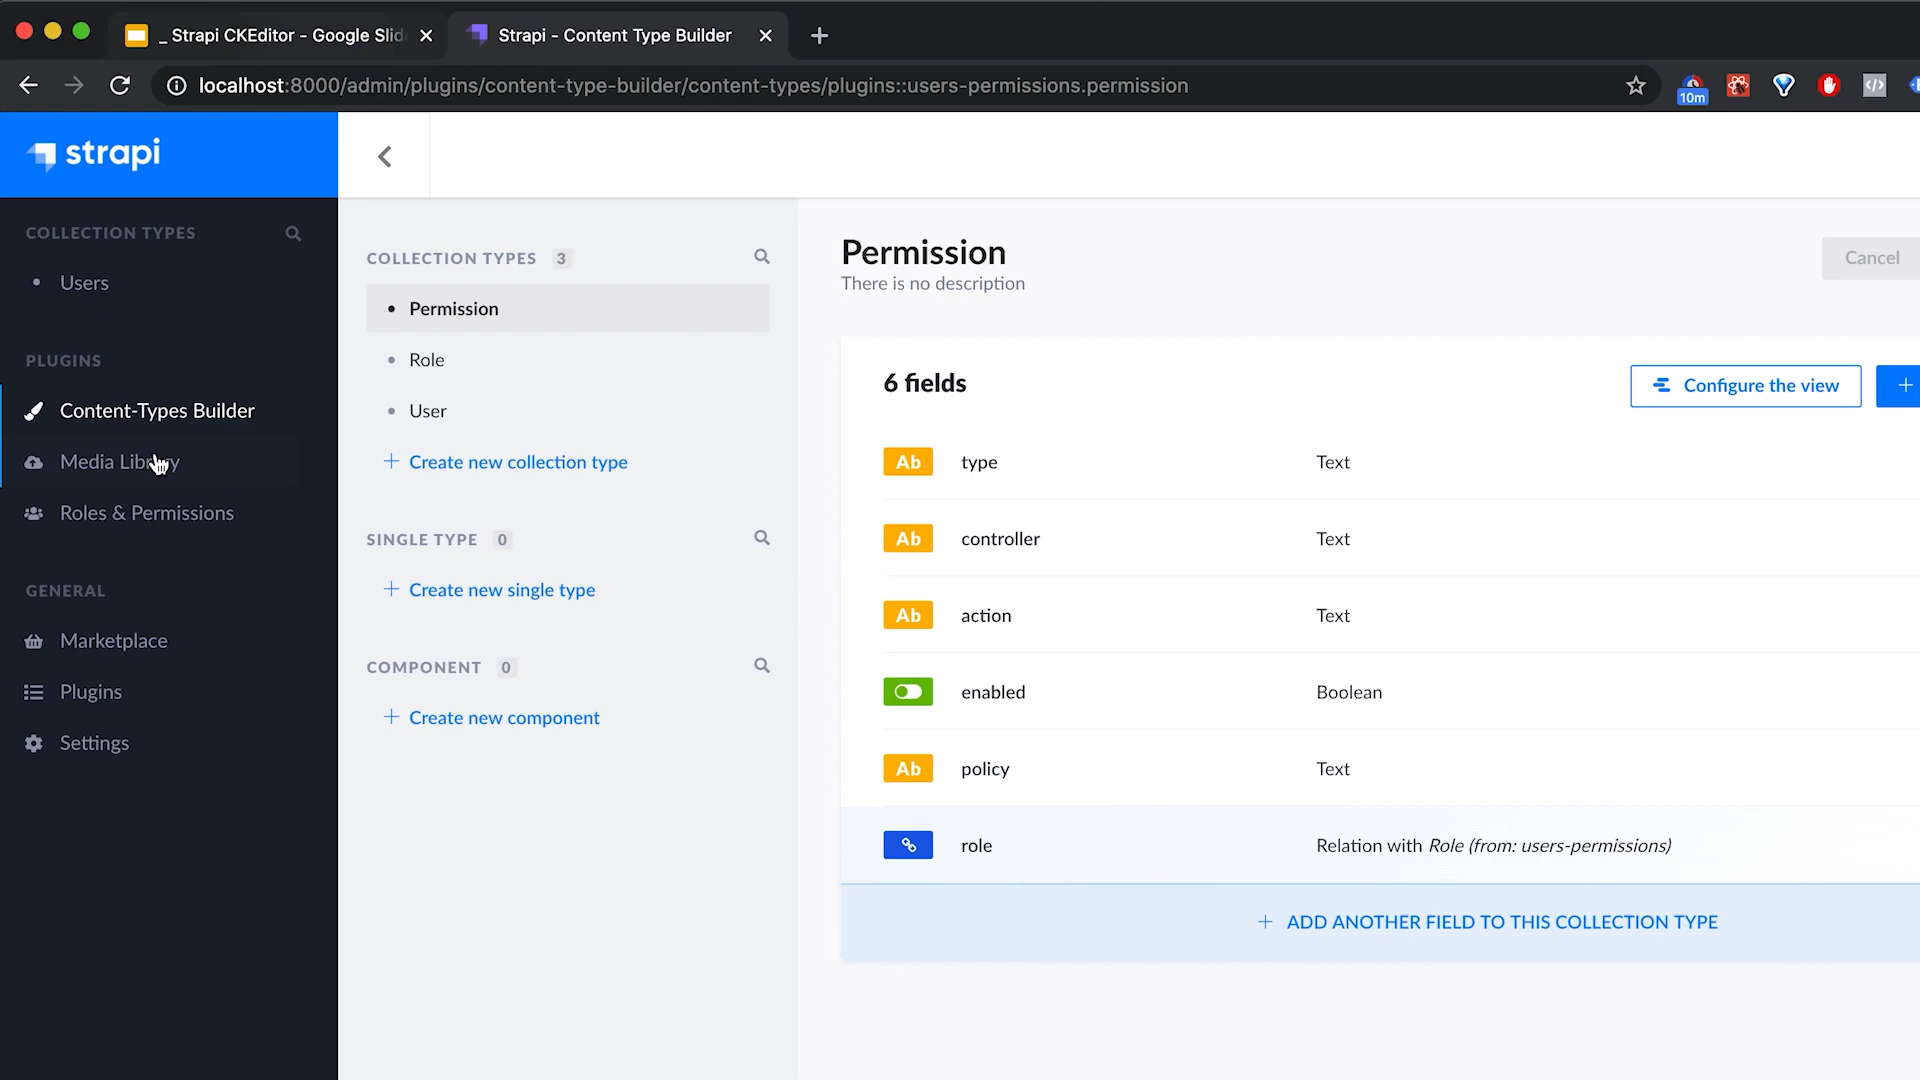 _ Strapi CKEditor - Google Slid
Strapi - Content Type Builder
localhost:8000/admin/plugins/content-type-builder/content-types/plugins::users-permissions.permission
10m
strapi
COLLECTION TYPES
Users
PLUGINS
Content-Types Builder
Media Library
Roles & Permissions
GENERAL
Marketplace
Plugins
Settings
COLLECTION TYPES 3
Permission
Role
User
Create new collection type
SINGLE TYPE 0
Create new single type
COMPONENT 0
Create new component
Permission
There is no description
Cancel
6 fields
Configure the view
Ab type Text
Ab controller Text
Ab action Text
enabled Boolean
Ab policy Text
role Relation with Role (from: users-permissions)
ADD ANOTHER FIELD TO THIS COLLECTION TYPE